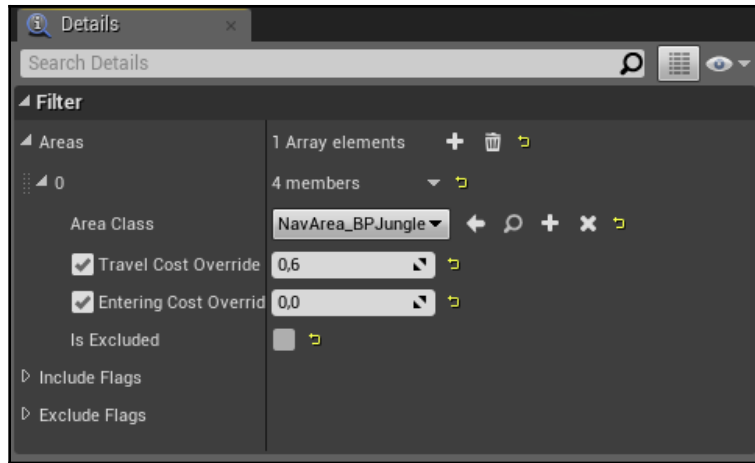 Details
Search Details
Filter
Areas 1 Array elements
0 4 members
Area Class NavArea_BPJungle
Travel Cost Override 0,6
Entering Cost Overrid 0,0
Is Excluded
Include Flags
Exclude Flags